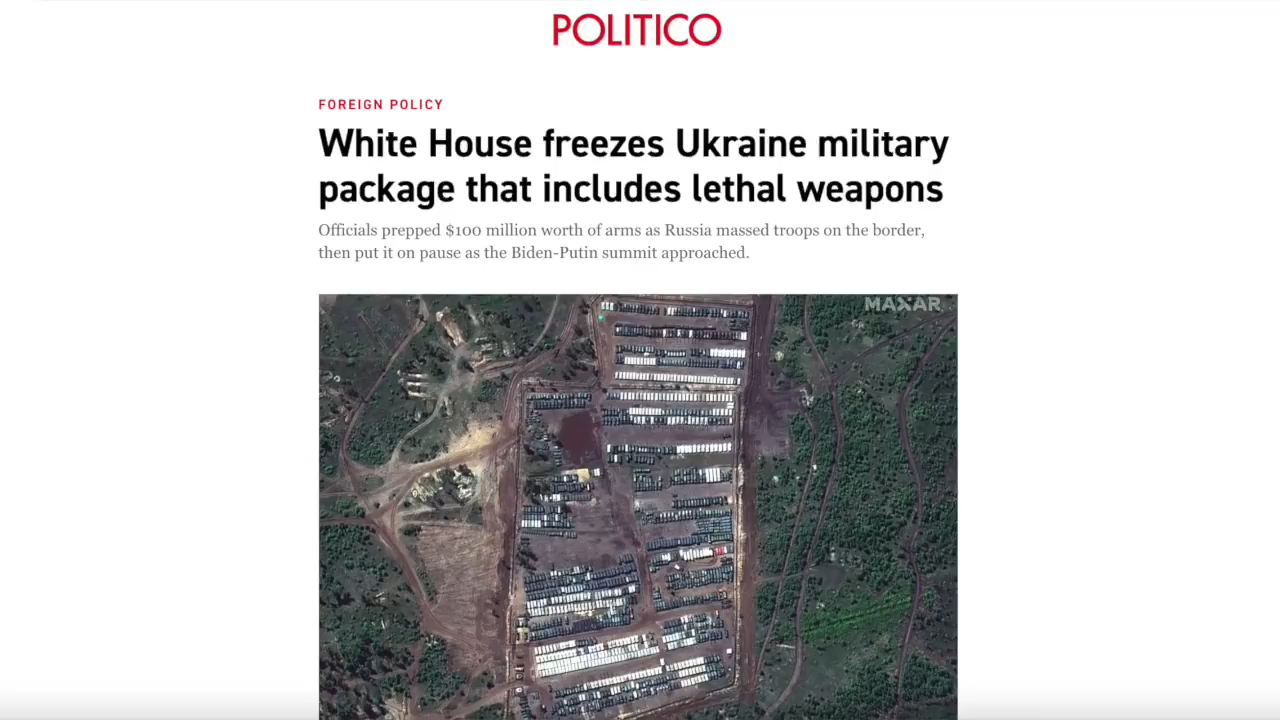 POLITICO
FOREIGN POLICY
White House freezes Ukraine military
package that includes lethal weapons
Officials prepped $100 million worth of arms as Russia massed troops on the border,
then put it on pause as the Biden-Putin summit approached.
MAXAR